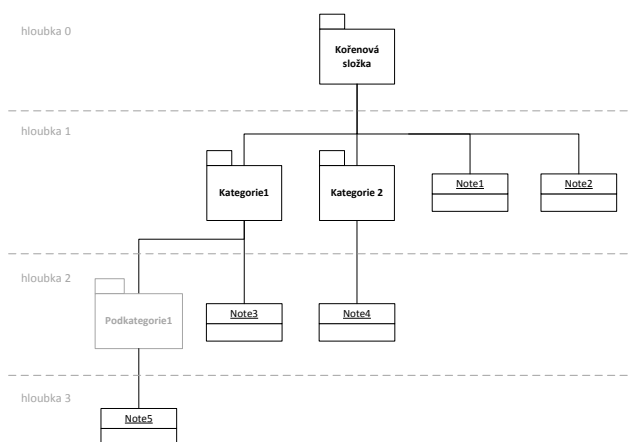 hloubka 0
Kořenová
složka
hloubka 1
Kategorie1
Kategorie 2
Note1
Note2
hloubka 2
Podkategorie1
Note3
Note4
hloubka 3
Note5